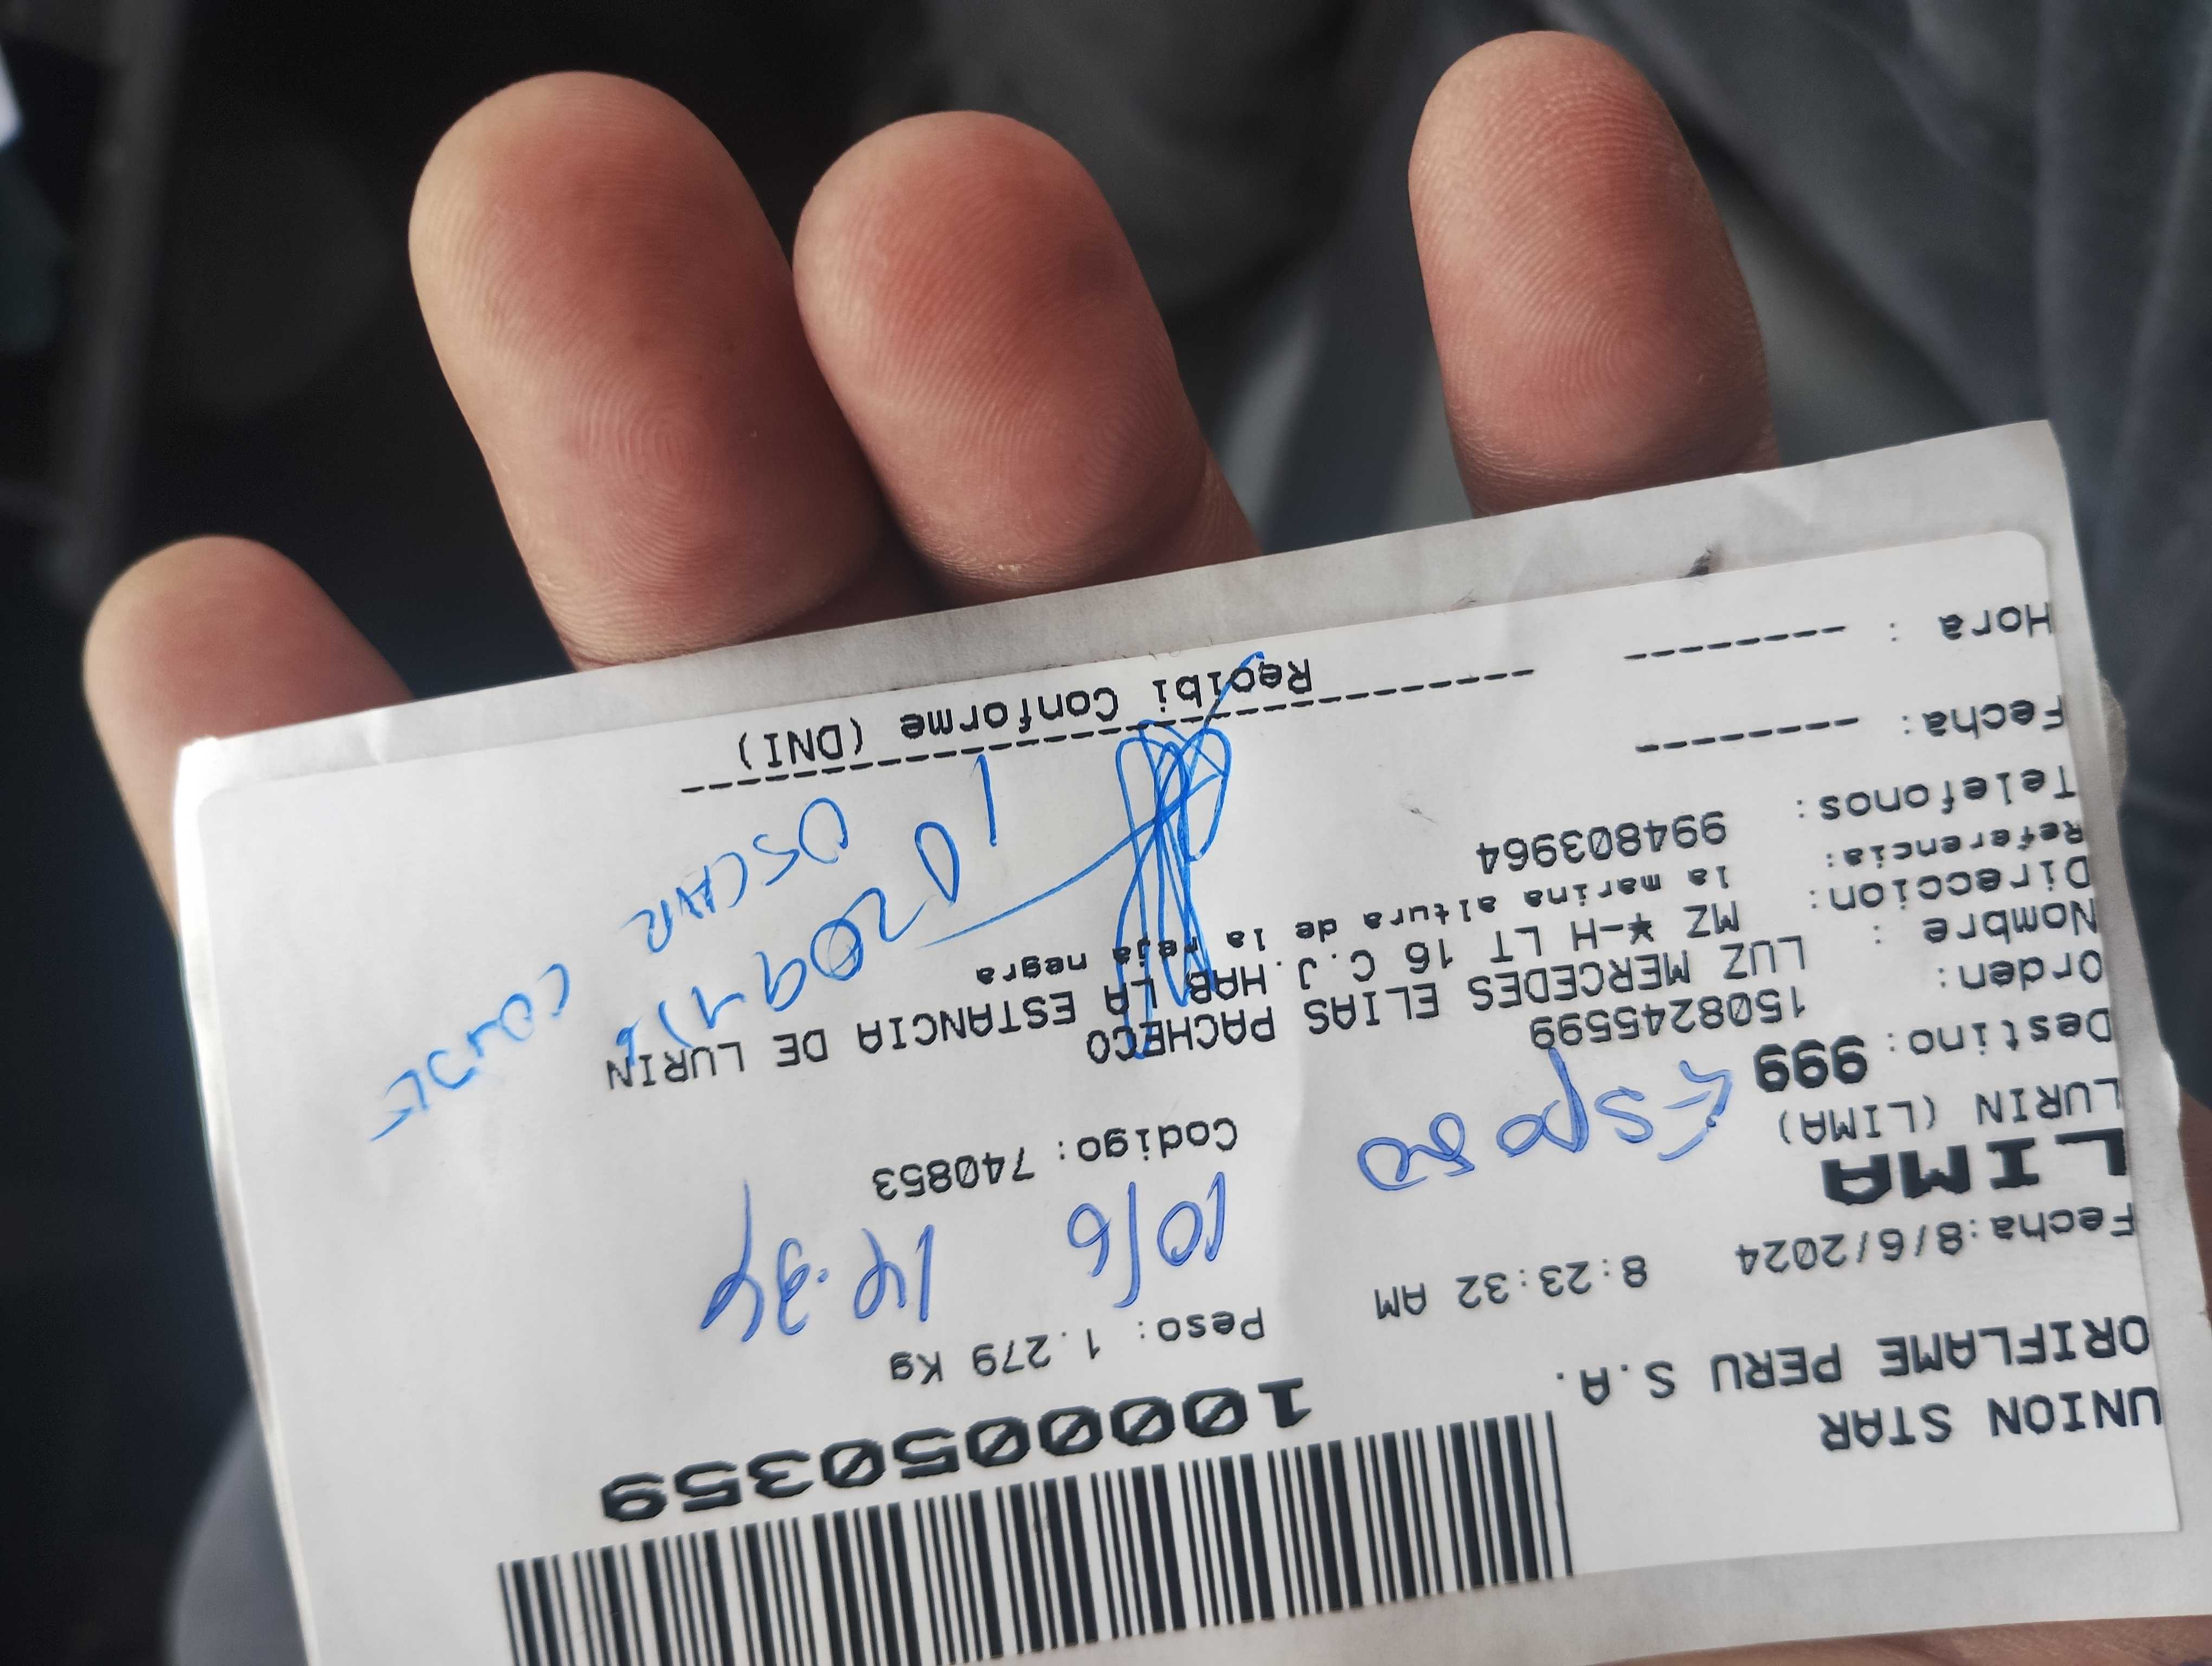 UNION STAR
ORIFLAME PERU S.A.
1000050359
Fecha:8/6/2024 8:23:32 AM Peso: 1.279 Kg
LIMA
10/6 14:34
LURIN (LIMA)
Codigo: 740853
Destino: 999
Esposo
Orden: 1508245599
Nombre : LUZ MERCEDES ELIAS PACHECO
Direccion: MZ *-H LT 16 C.J. HAB LA ESTANCIA DE LURIN
Referencia: la marina altura de la reja negra
Telefonos: 994803964
OSCAR
Fecha: --------
Hora : --------
Recibi Conforme (DNI)